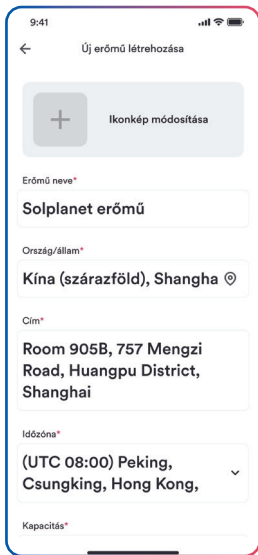 9:41
Új erőmű létrehozása
Ikonkép módosítása
Erőmű neve*
Solplanet erőmű
Ország/állam*
Kína (szárazföld), Shangha
Cím*
Room 905B, 757 Mengzi
Road, Huangpu District,
Shanghai
Időzóna*
(UTC 08:00) Peking,
Csungking, Hong Kong,
Kapacitás*